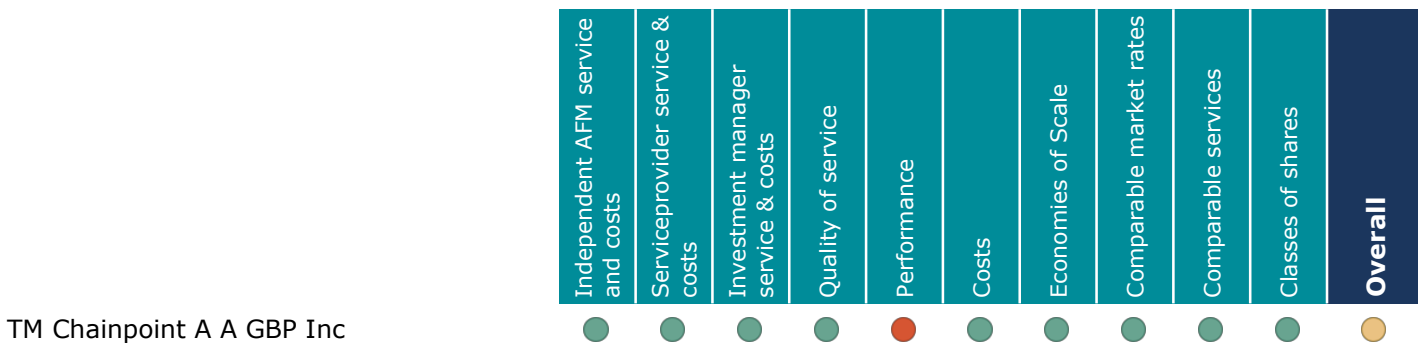 Independent AFM service
and costs
Serviceprovider service &
costs
Investment manager
service & costs
Quality of service
Performance
Costs
Economies of Scale
Comparable market rates
Comparable services
Classes of shares
Overall
TM Chainpoint A A GBP Inc